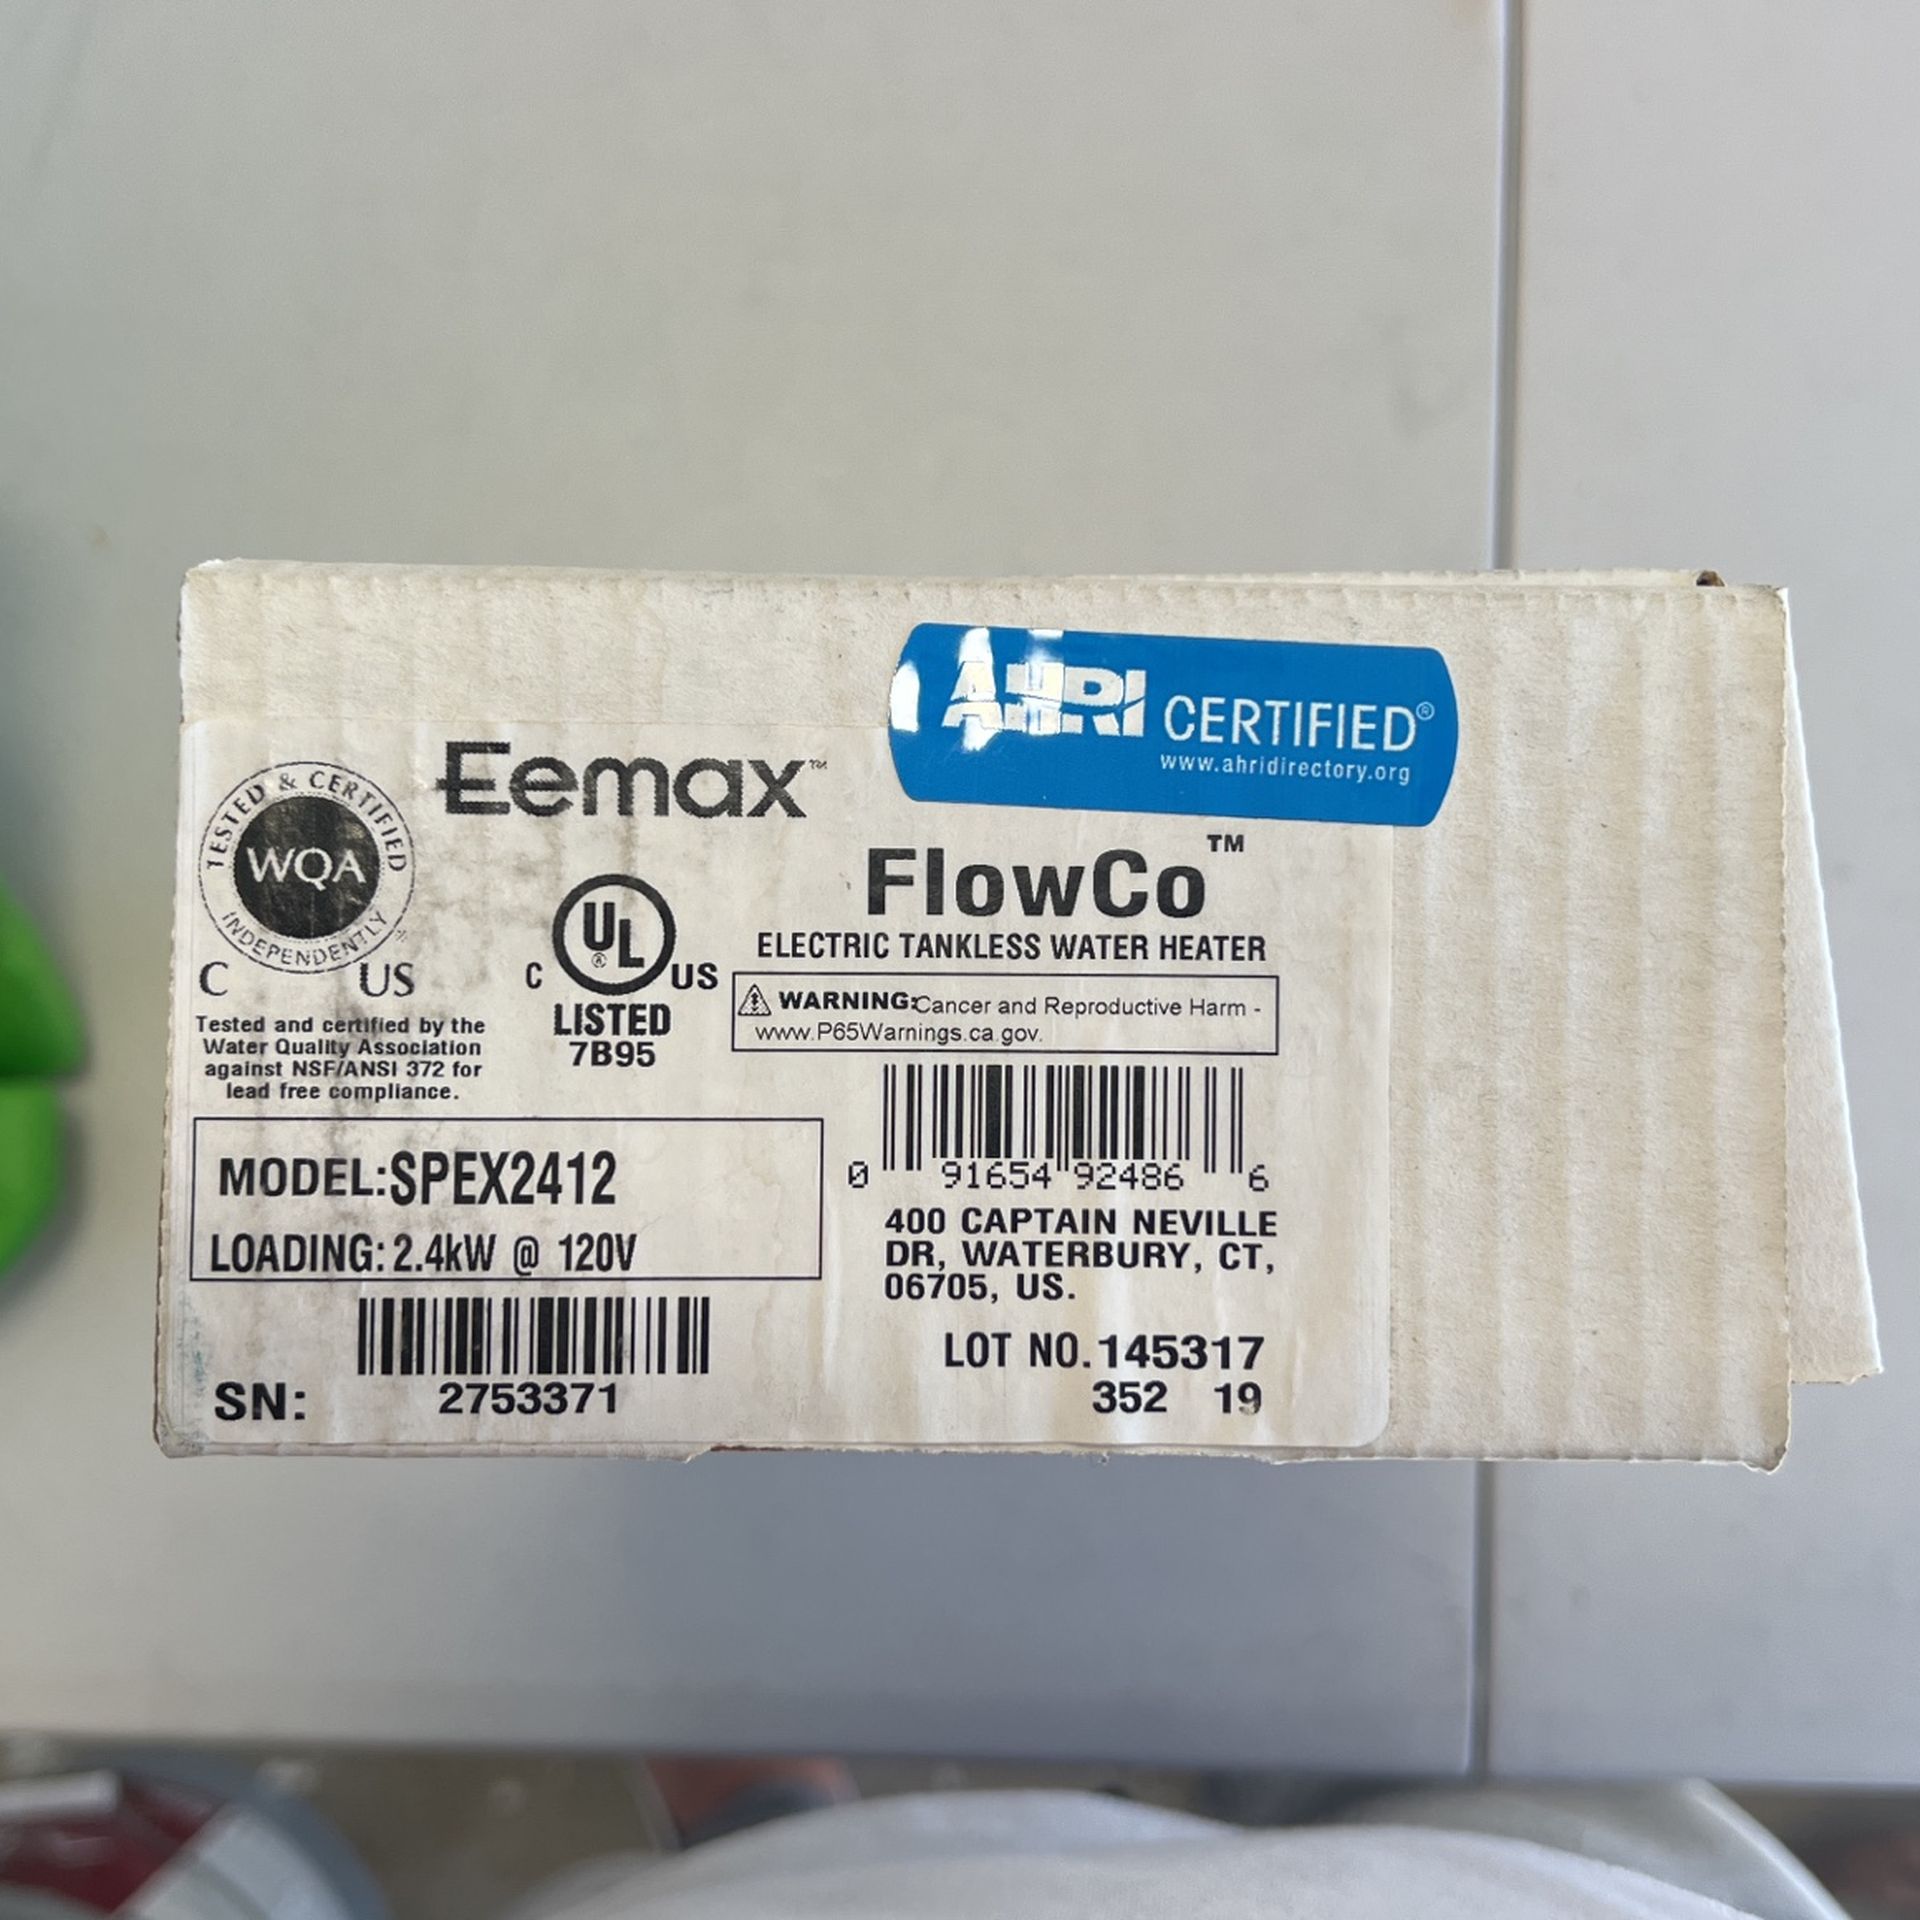 AHRI CERTIFIED®
www.ahridirectory.org
Eemax™
TESTED & CERTIFIED
WQA
INDEPENDENTLY
C US
Tested and certified by the
Water Quality Association
against NSF/ANSI 372 for
lead free compliance.
UL®
C US
LISTED
7B95
FlowCo™
ELECTRIC TANKLESS WATER HEATER
WARNING:Cancer and Reproductive Harm -
www.P65Warnings.ca.gov.
MODEL:SPEX2412
LOADING: 2.4kW @ 120V
0 91654 92486 6
400 CAPTAIN NEVILLE
DR, WATERBURY, CT,
06705, US.
SN: 2753371
LOT NO. 145317
352 19